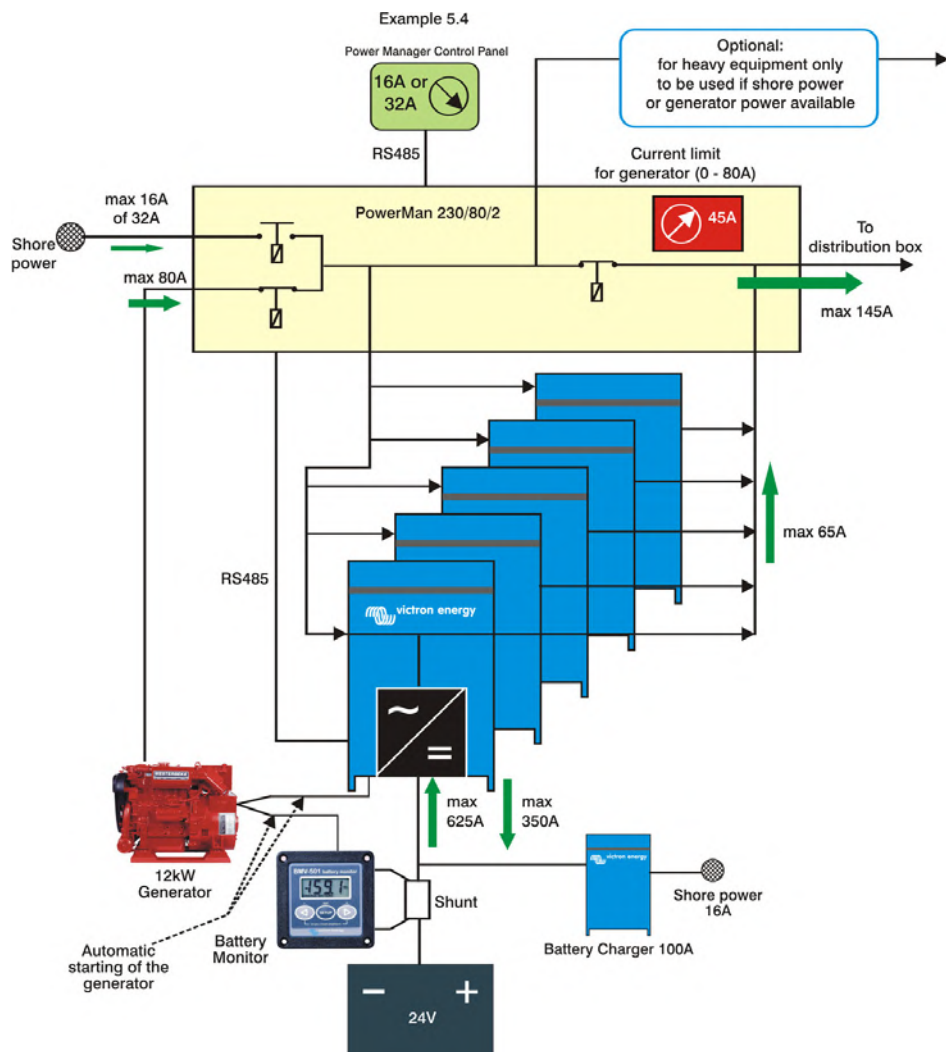 Example 5.4
Power Manager Control Panel
16A or
32A
Optional:
for heavy equipment only
to be used if shore power
or generator power available
RS485
Current limit
for generator (0 - 80A)
max 16A
of 32A
PowerMan 230/80/2
45A
To
distribution box
Shore
power
max 80A
max 145A
max 65A
RS485
victron energy
~
=
max
625A
max
350A
12kW
Generator
BMV-501 battery monitor
159.1
SETUP
Shunt
victron energy
Shore power
16A
Battery Charger 100A
Automatic
starting of the
generator
Battery
Monitor
− +
24V